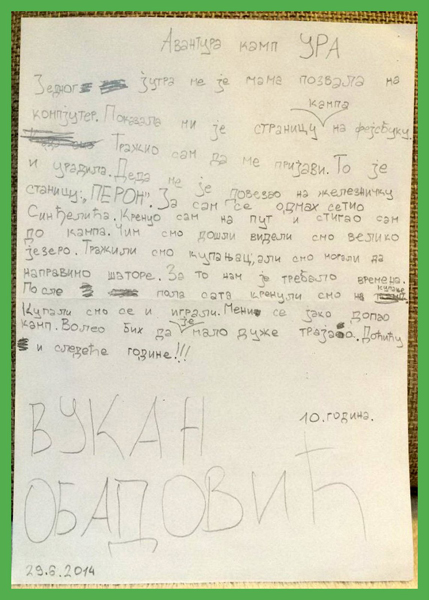 Авантура камп УРА
Једног јутра ме је мама позвала на
компјутер. Показала ми је страницу кампа на фејсбуку.
Тражио сам да ме пријави. То је
и урадила. Деда ме је повезао на железничку
станицу: „ПЕРОН". За сам се одмах сетио
Синђелића. Кренуо сам на пут и стигао сам
до кампа. Чим смо дошли видели смо велико
језеро. Тражили смо купањац, али смо морали да
направимо шаторе. За то нам је требало времена.
После пола сата кренули смо на купање
Купали смо се и играли. Мени се јако допао
камп. Волео бих да је мало дуже трајао. Доћићу
и следеће године!!!
10. година.
ВУКАН
ОБАДОВИЋ
29.6.2014